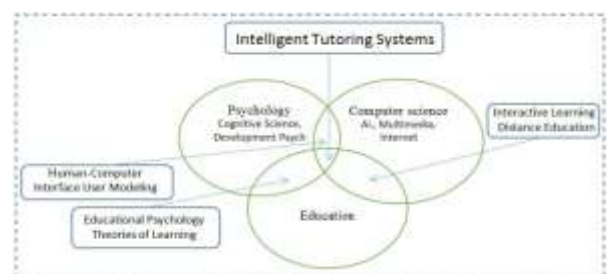 Intelligent Tutoring Systems
Psychology
Cognitive Science,
Development Psych
Computer science
Ai., Multimedia,
Internet
Interactive Learning
Distance Education
Human-Computer
Interface User Modeling
Educational Psychology
Theories of Learning
Educative